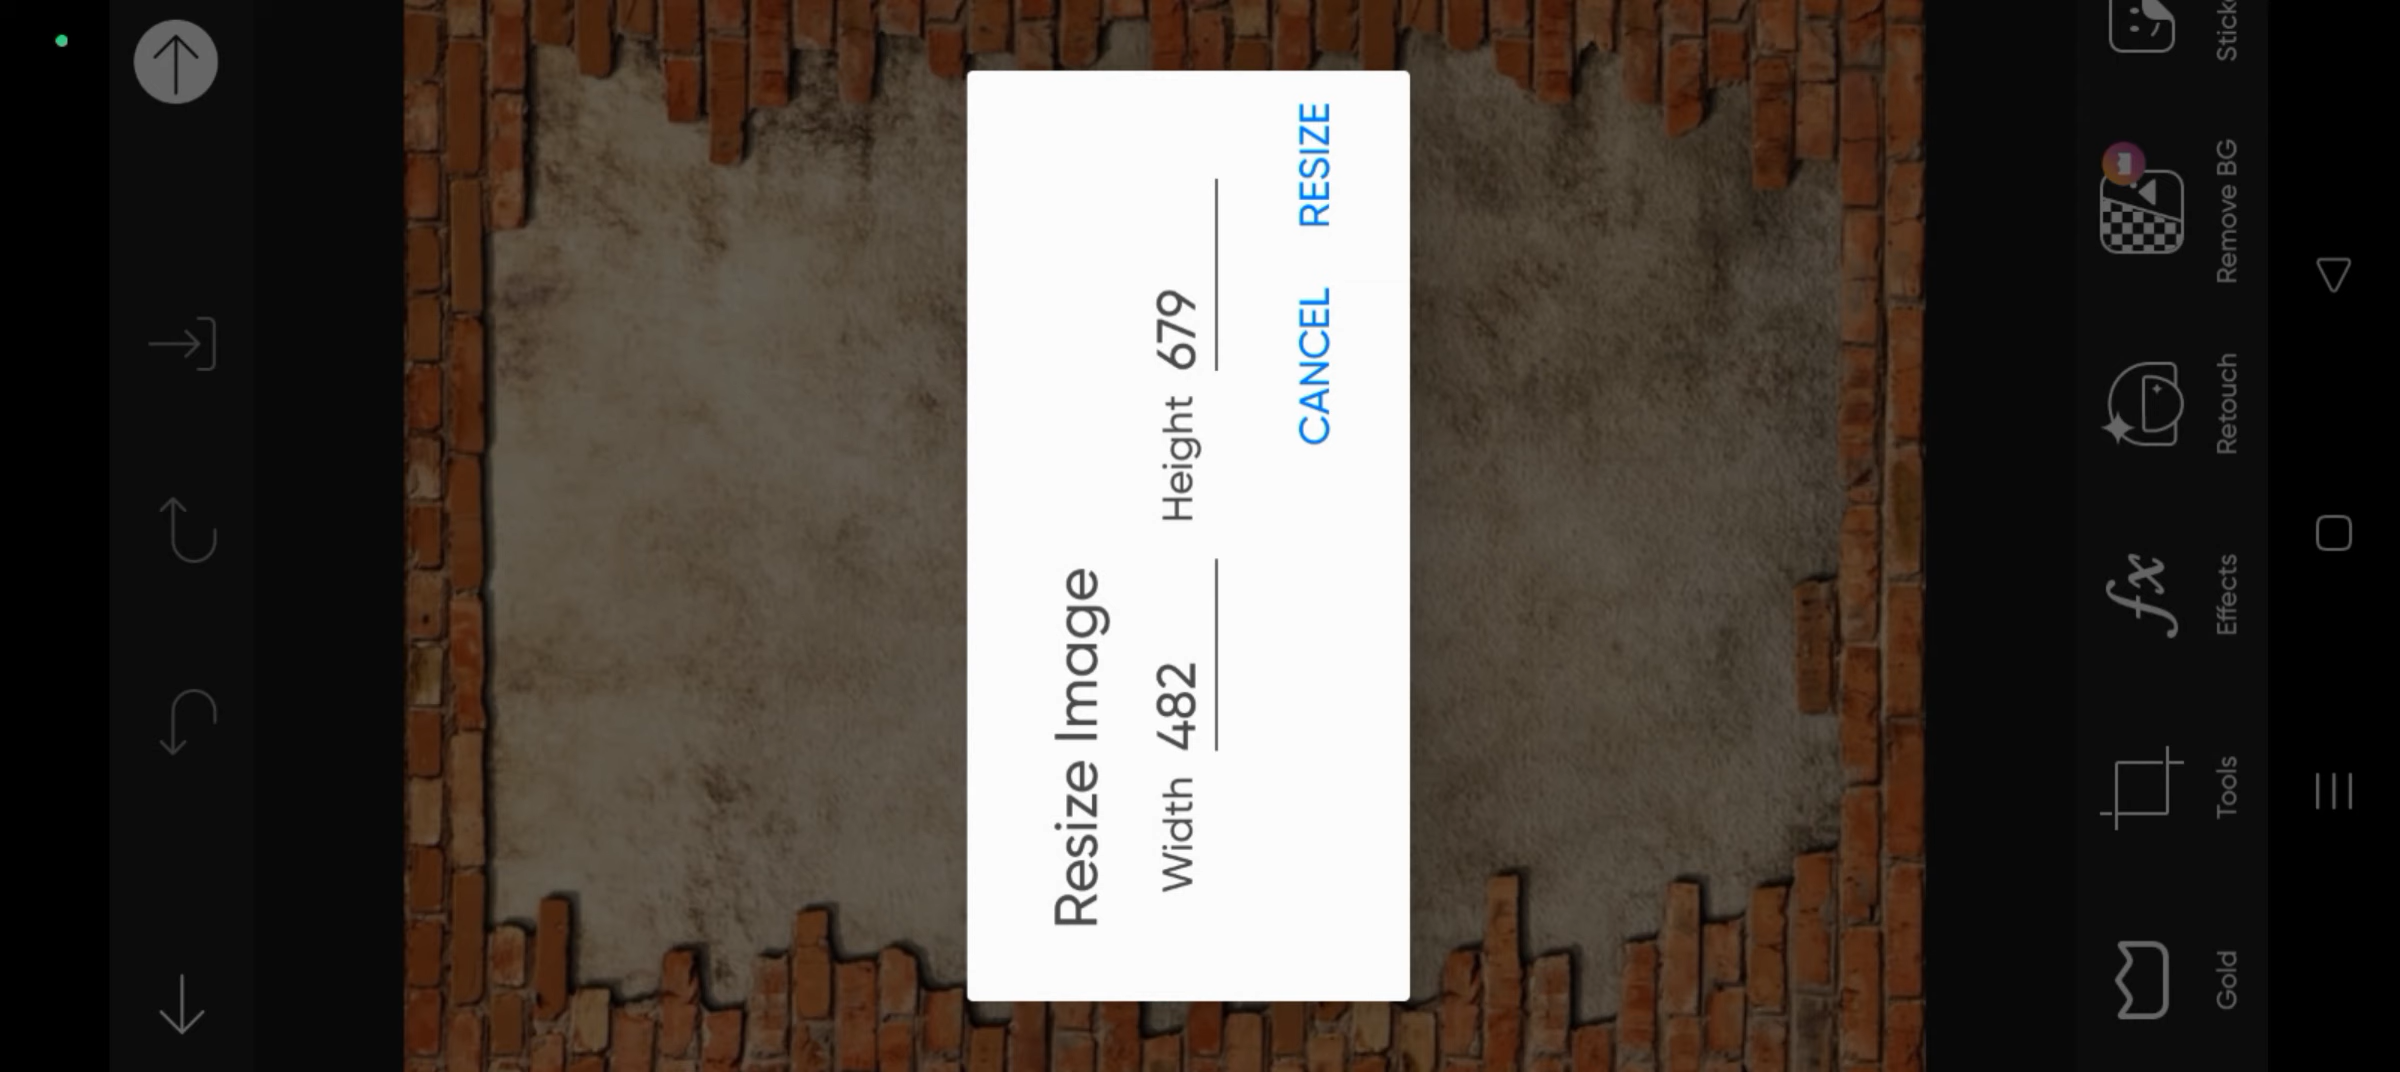 Resize Image
Width 482 Height 679
CANCEL RESIZE
Gold
Tools
Effects
Retouch
Remove BG